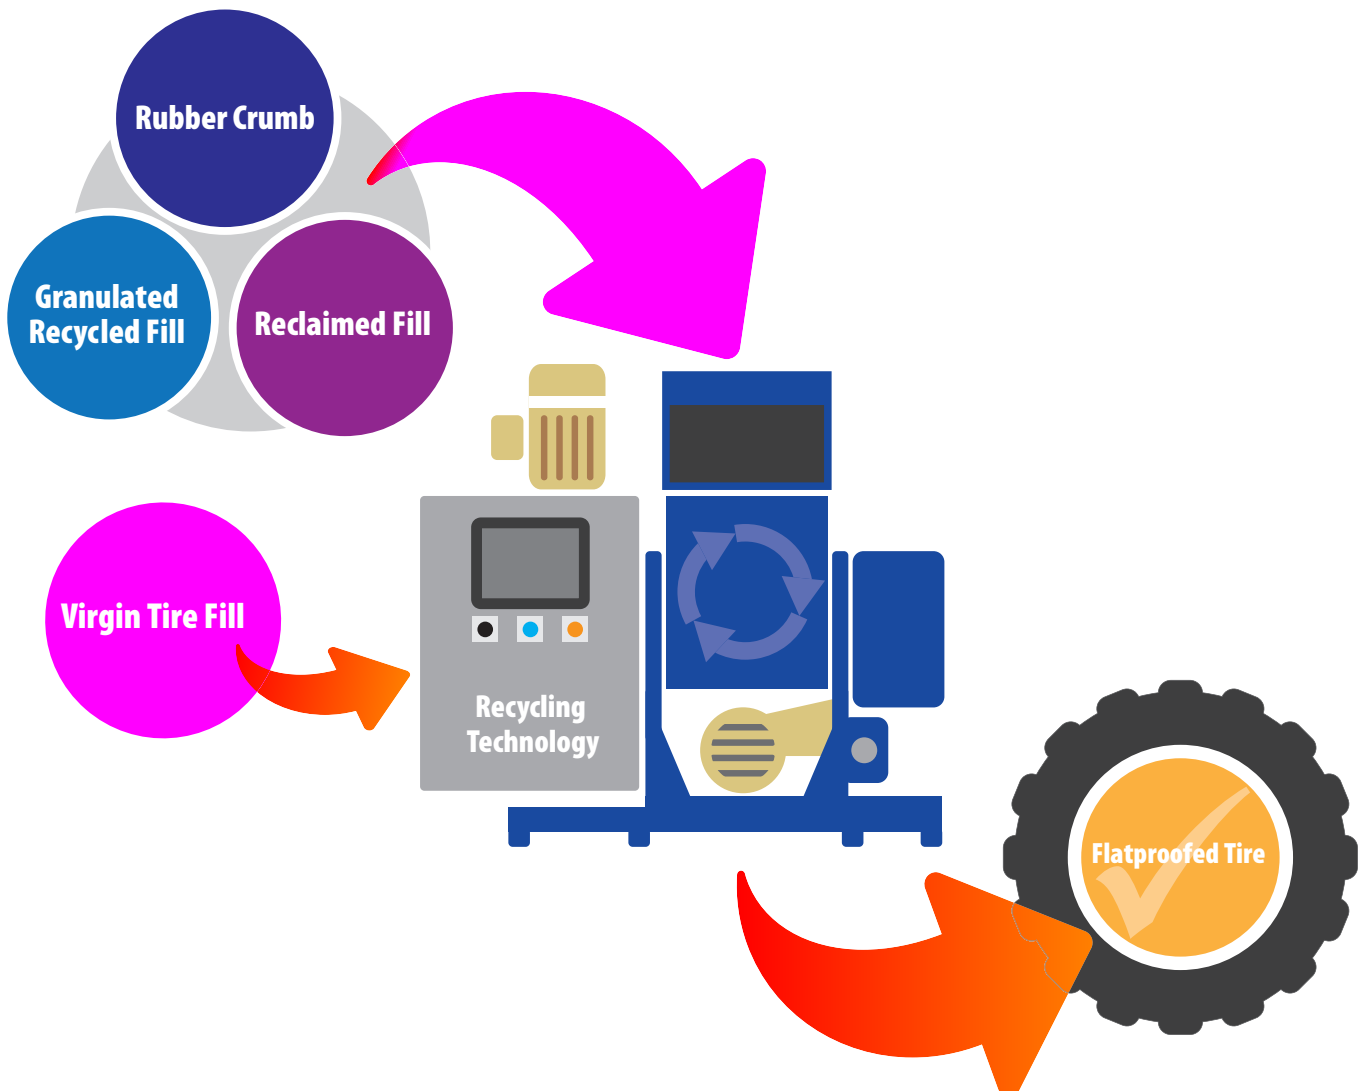 Rubber Crumb
Granulated
Recycled Fill
Reclaimed Fill
Virgin Tire Fill
Recycling
Technology
Flatproofed Tire